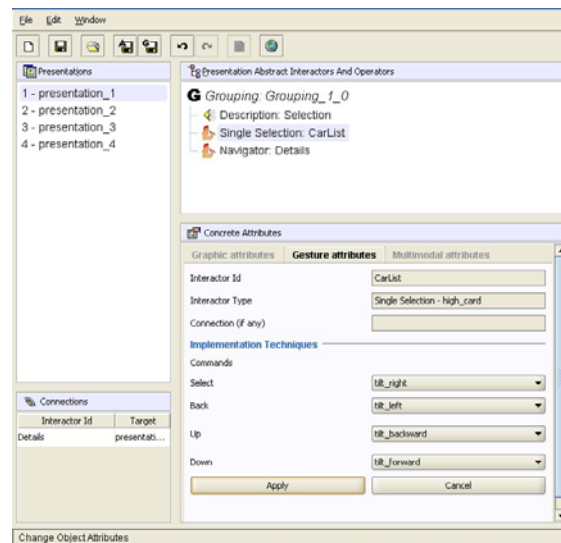 File Edit Window
Presentations
1 - presentation_1
2 - presentation_2
3 - presentation_3
4 - presentation_4
Connections
Interactor Id Target
Details presentati...
Presentation Abstract Interactors And Operators
G Grouping: Grouping_1_0
Description: Selection
Single Selection: CarList
Navigator: Details
Concrete Attributes
Graphic attributes Gesture attributes Multimodal attributes
Interactor Id CarList
Interactor Type Single Selection - high_card
Connection (if any)
Implementation Techniques
Commands
Select tilt_right
Back tilt_left
Up tilt_backward
Down tilt_forward
Apply Cancel
Change Object Attributes